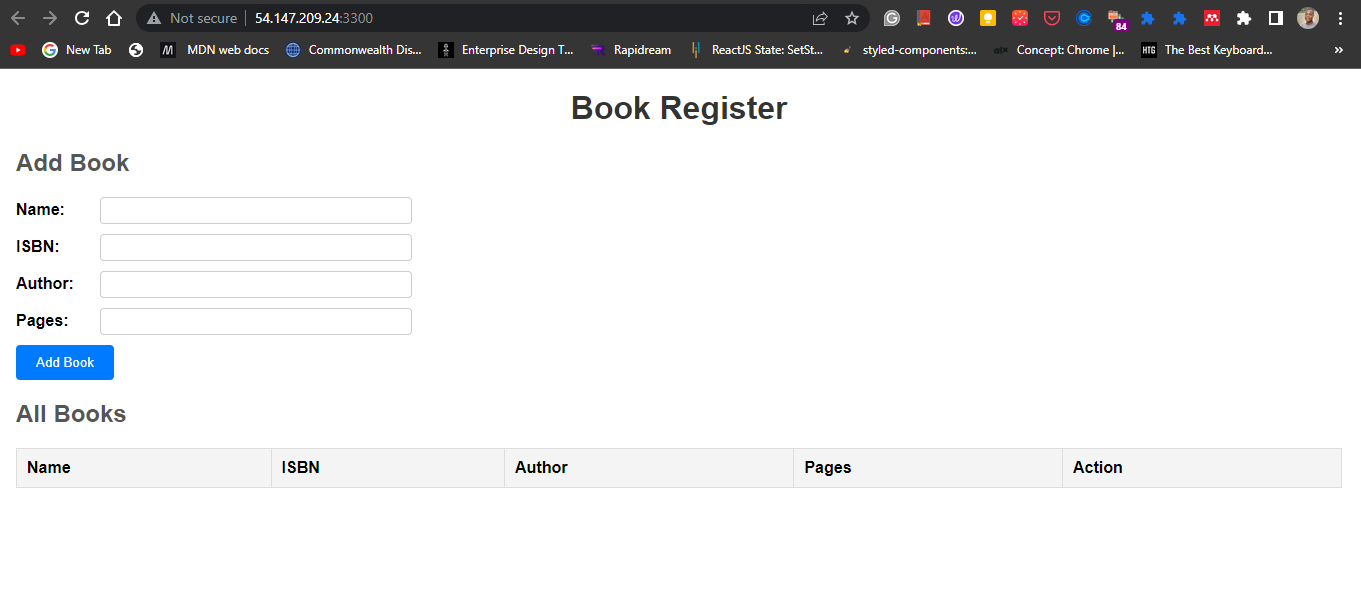 Not secure 54.147.209.24:3300
84
New Tab MDN web docs Commonwealth Dis... Enterprise Design T... Rapidream ReactJS State: SetSt... styled-components:... Concept: Chrome |... HTG The Best Keyboard... »
Book Register
Add Book
Name:
ISBN:
Author:
Pages:
Add Book
All Books
Name ISBN Author Pages Action